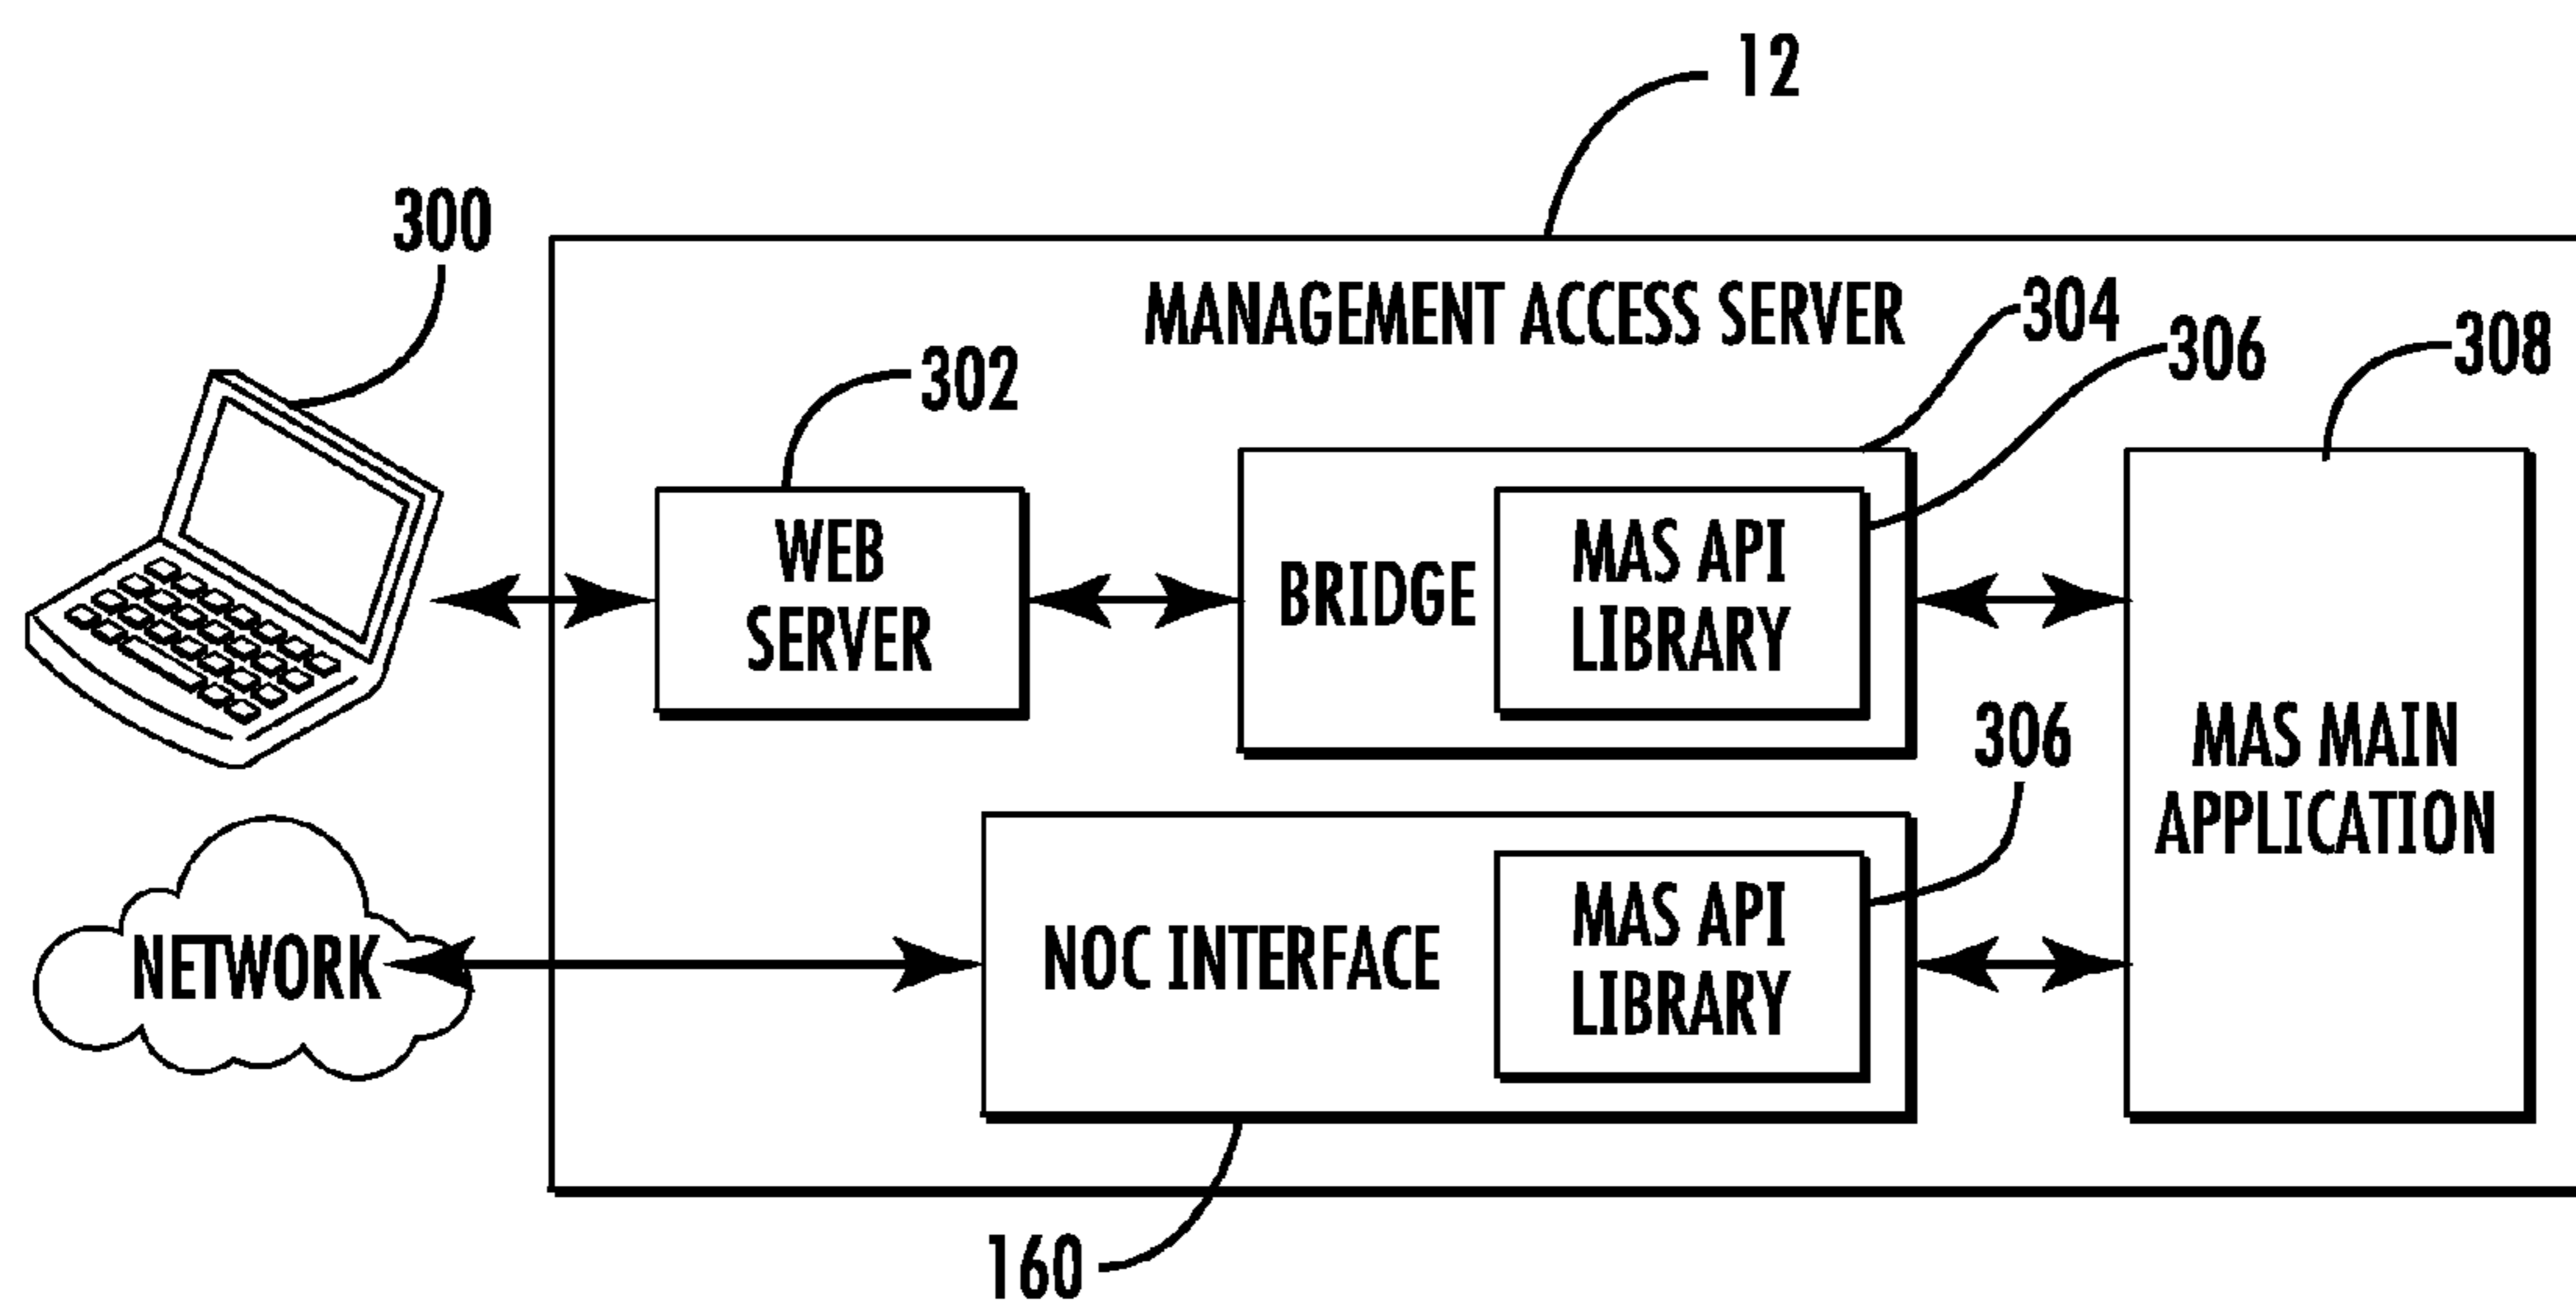 12
300
MANAGEMENT ACCESS SERVER
304
306
308
302
WEB
SERVER
BRIDGE
MAS API
LIBRARY
306
MAS MAIN
APPLICATION
NETWORK
NOC INTERFACE
MAS API
LIBRARY
160